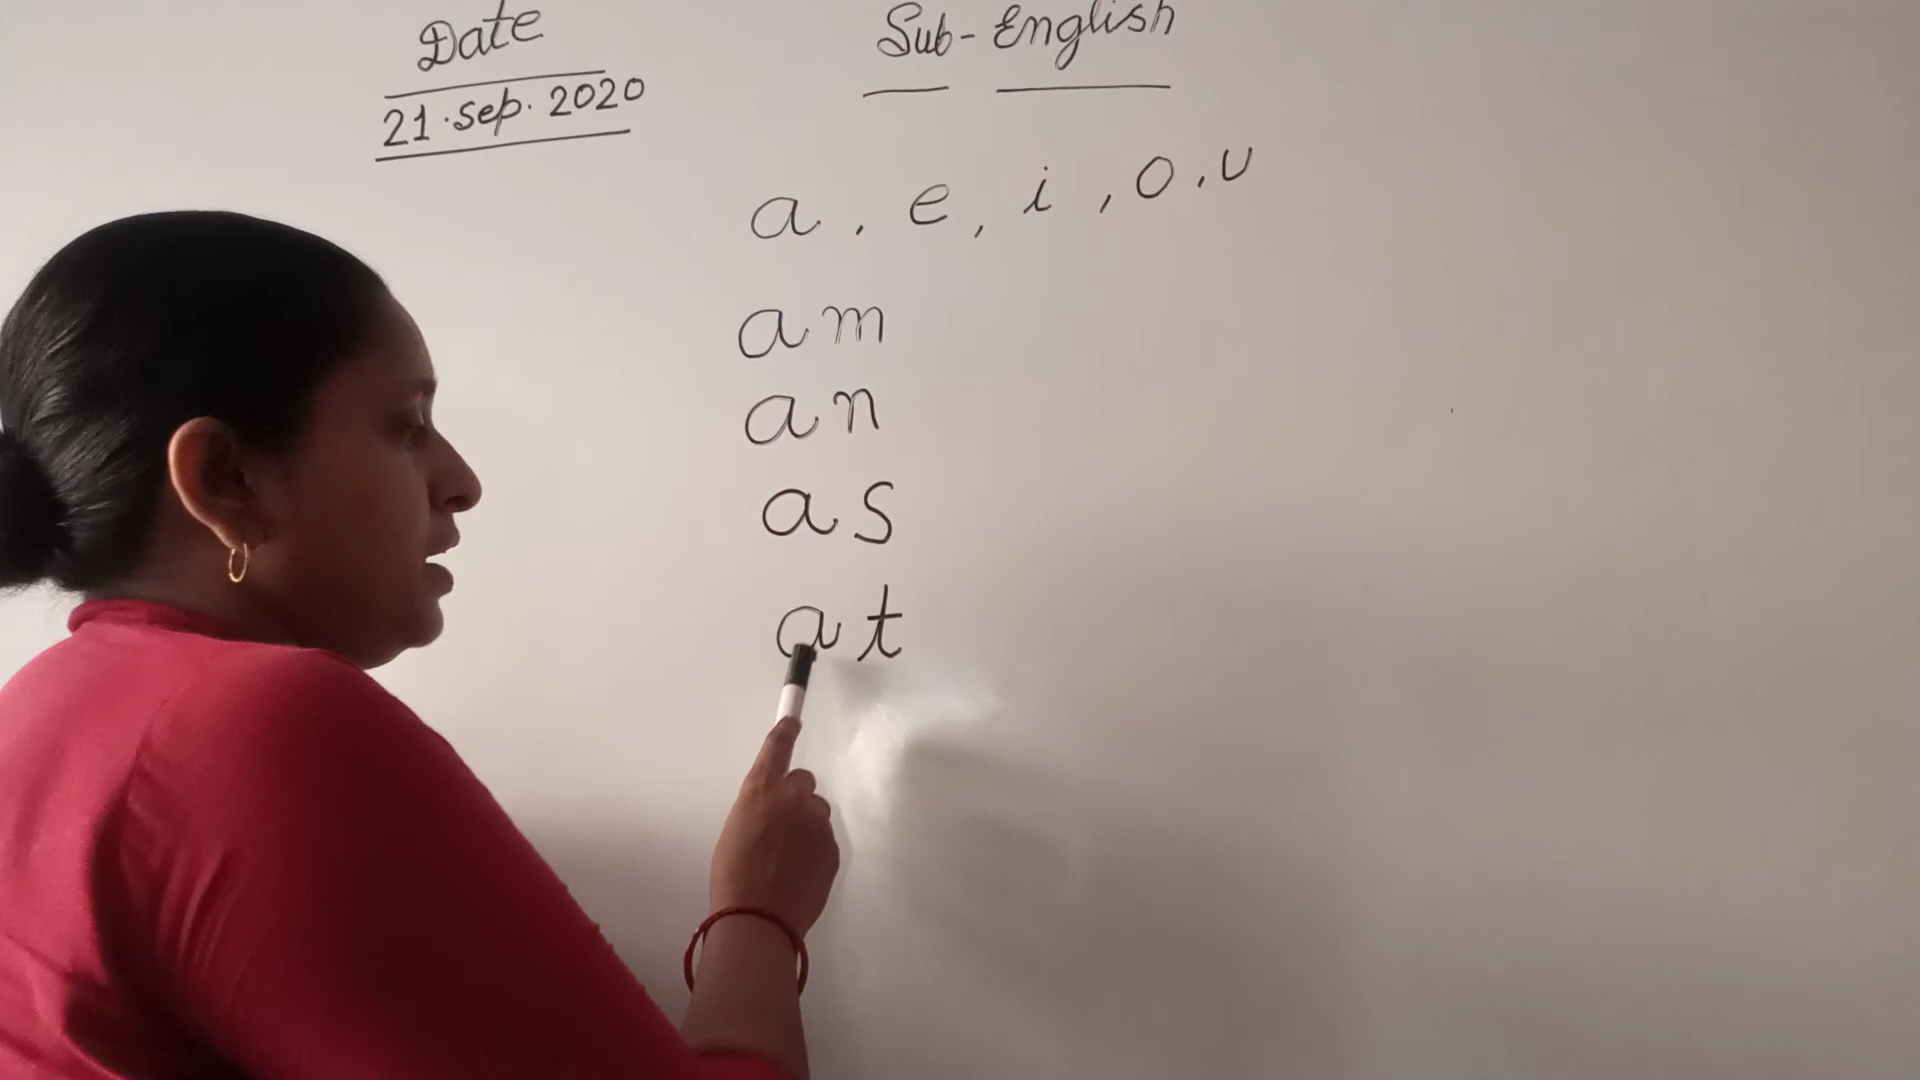 Date
21.sep.2020
Sub-English
a, e, i, o, u
am
an
as
at